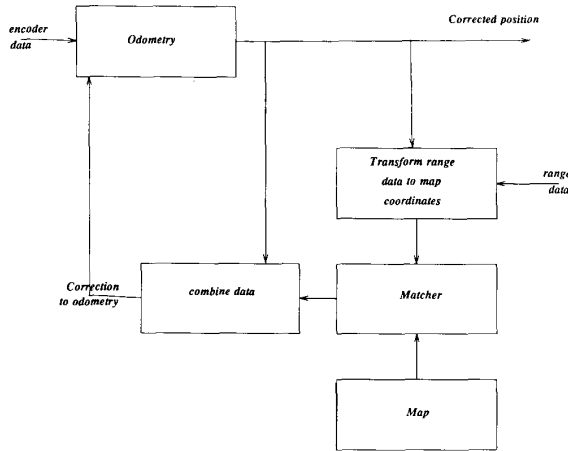 Corrected position
encoder
data
Odometry
Transform range
data to map
coordinates
range
data
Correction
to odometry
combine data
Matcher
Map